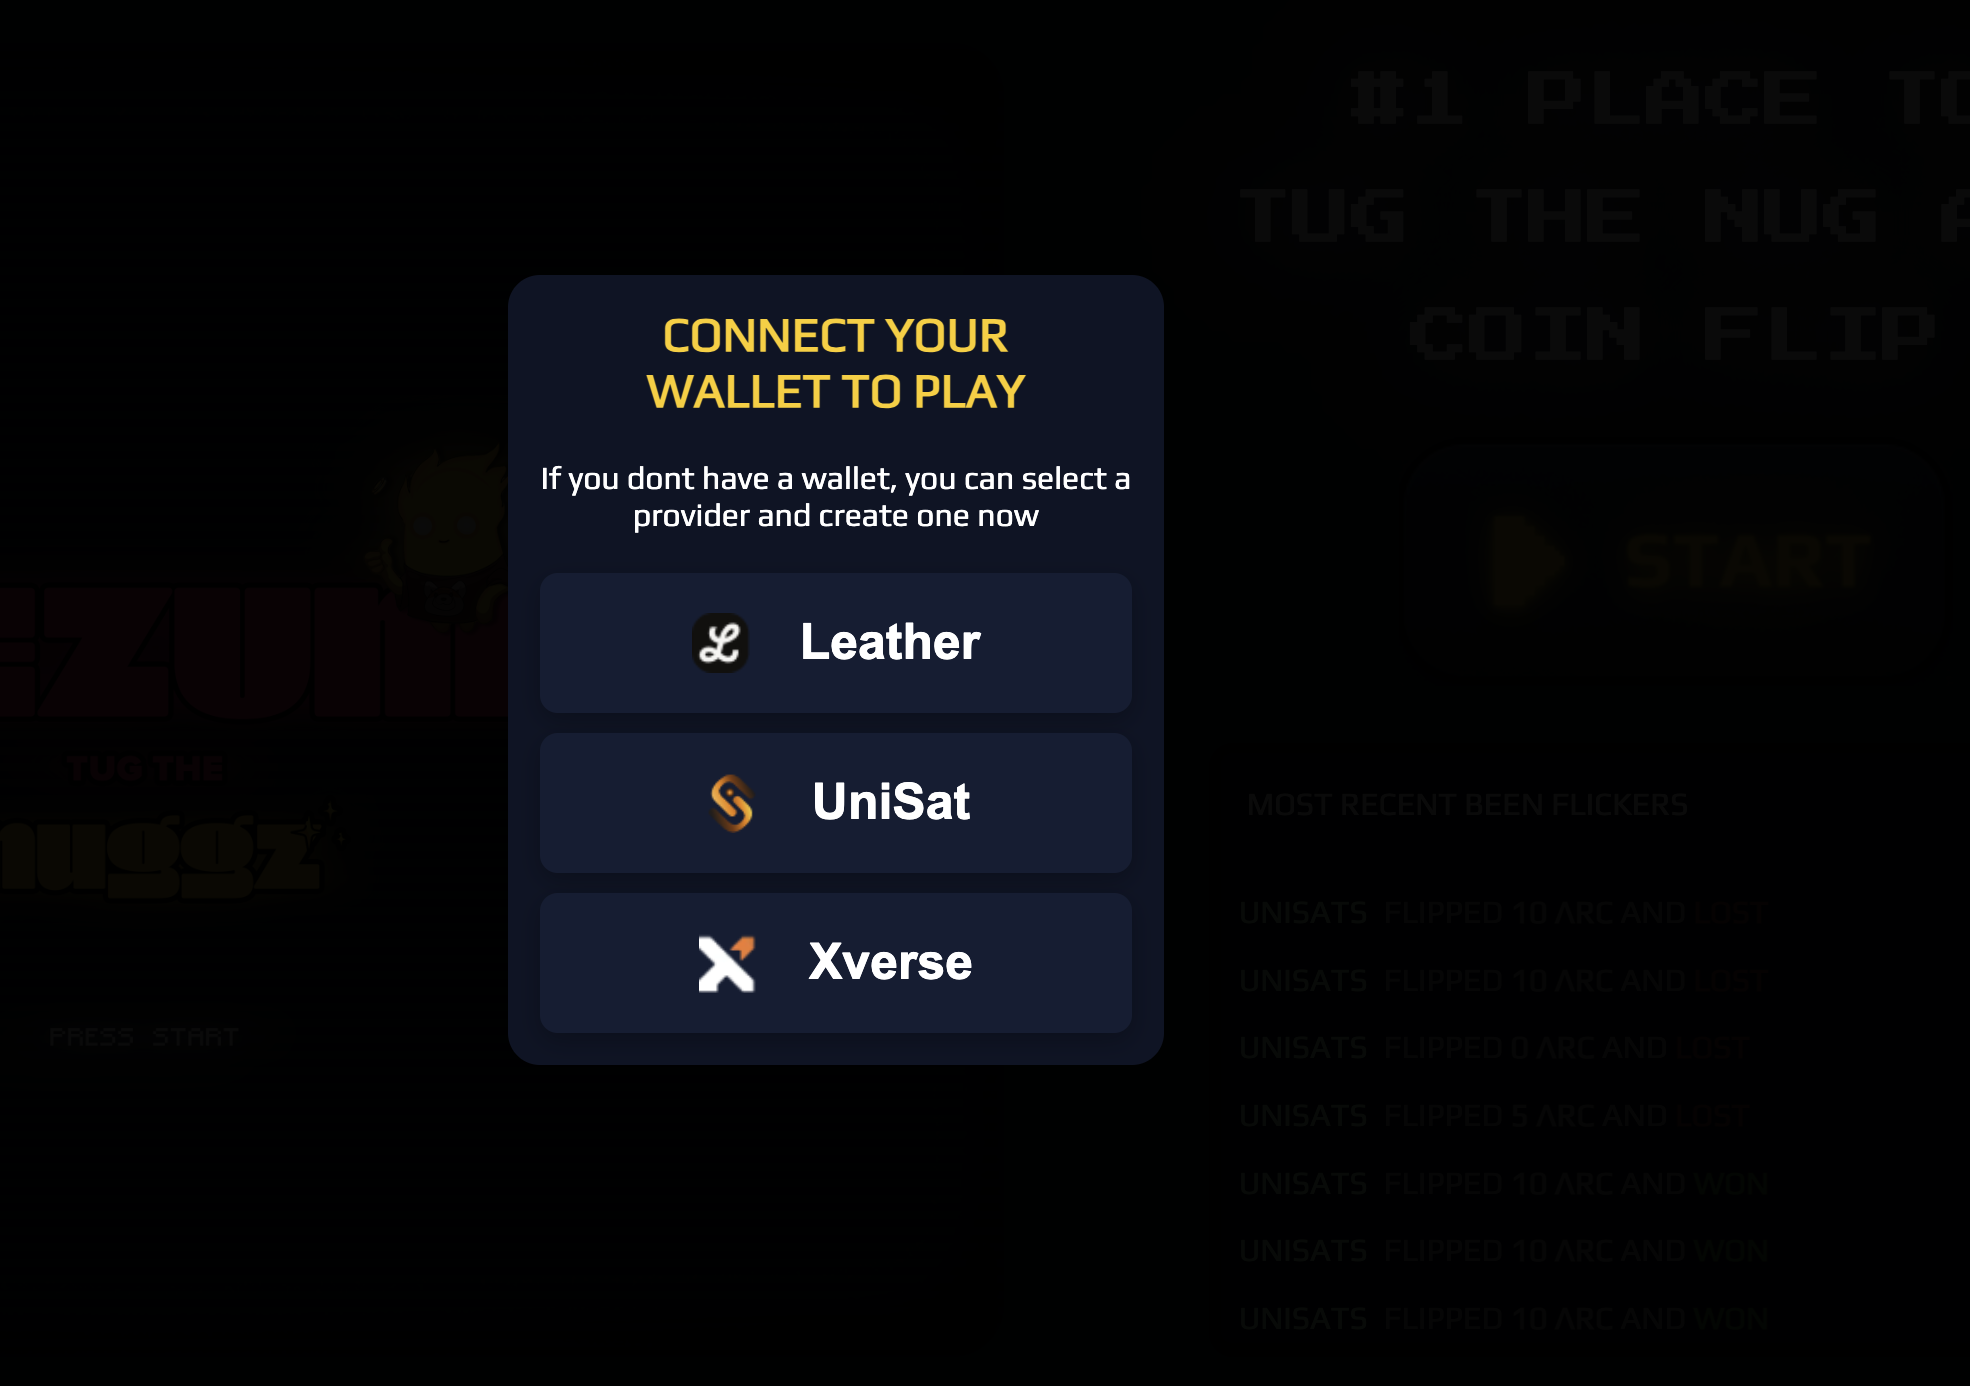 #1 PLACE TO
TUG THE NUG
COIN FLIP
CONNECT YOUR
WALLET TO PLAY
If you dont have a wallet, you can select a
provider and create one now
Leather
UniSat
Xverse
START
TUG THE
nuggz
PRESS START
MOST RECENT BEEN FLICKERS
UNISATS FLIPPED 10 ARC AND LOST
UNISATS FLIPPED 10 ARC AND LOST
UNISATS FLIPPED 0 ARC AND LOST
UNISATS FLIPPED 5 ARC AND LOST
UNISATS FLIPPED 10 ARC AND WON
UNISATS FLIPPED 10 ARC AND WON
UNISATS FLIPPED 10 ARC AND WON